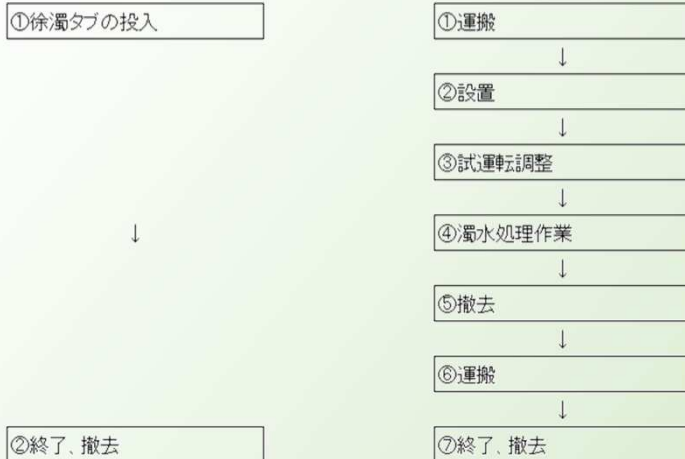 ①徐濁タブの投入
↓
②終了、撤去
①運搬
↓
②設置
↓
③試運転調整
↓
④濁水処理作業
↓
⑤撤去
↓
⑥運搬
↓
⑦終了、撤去